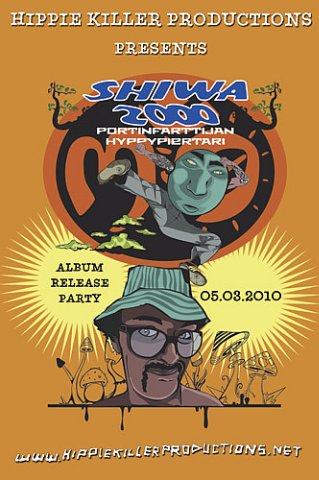 HIPPIE KILLER PRODUCTIONS
PRESENTS
SHIWA
2000
PORTINFARTTIJAN
HYPPYPIERTARI
ALBUM
RELEASE
PARTY
05.03.2010
WWW.HIPPIEKILLERPRODUCTIONS.NET